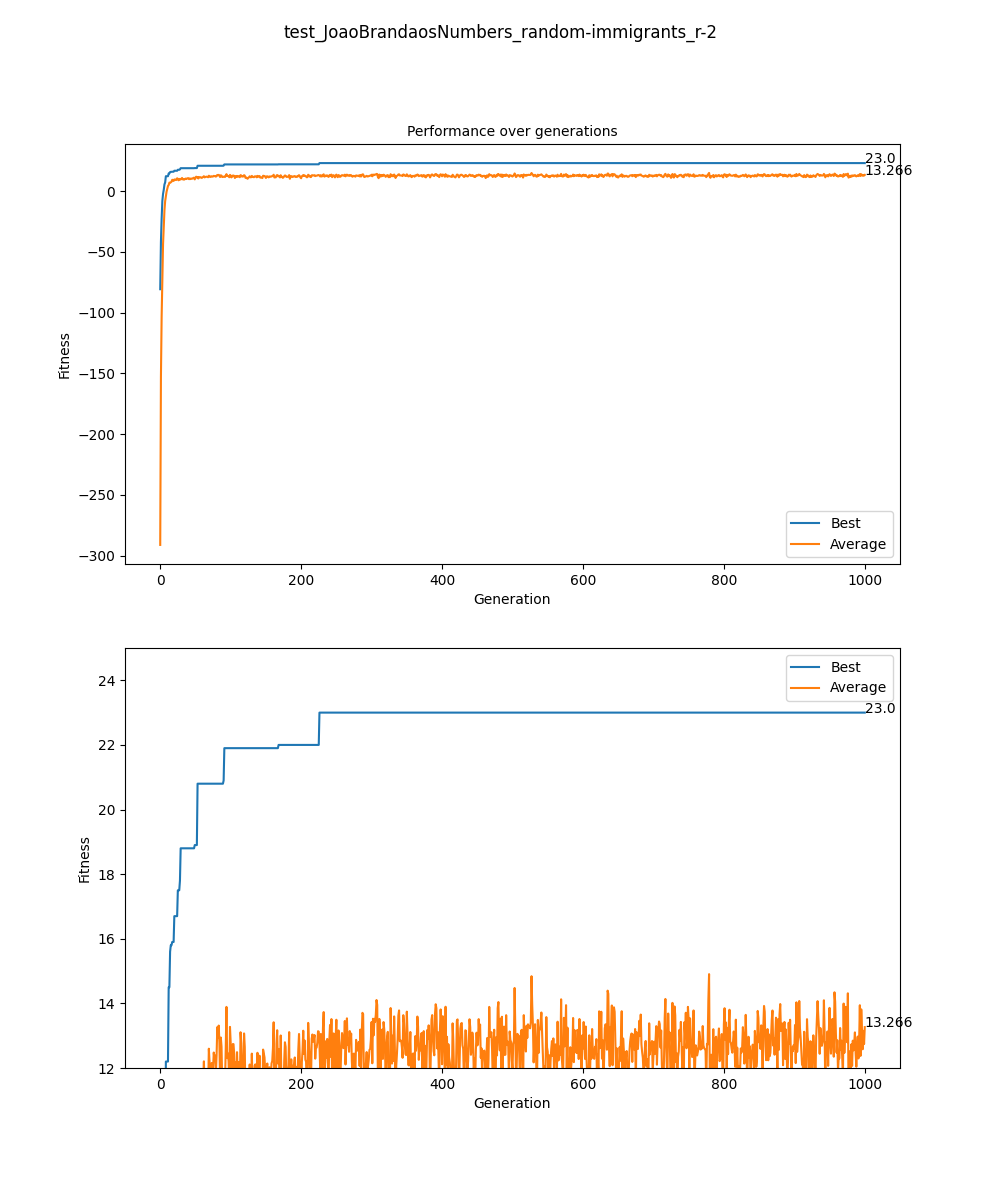 test_JoaoBrandaosNumbers_random-immigrants_r-2
Performance over generations
23.0
13.266
0
−50
−100
−150
−200
−250
−300
Fitness
Best
Average
0 200 400 600 800 1000
Generation
24
22
20
18
16
14
12
Fitness
Best
Average
23.0
13.266
0 200 400 600 800 1000
Generation